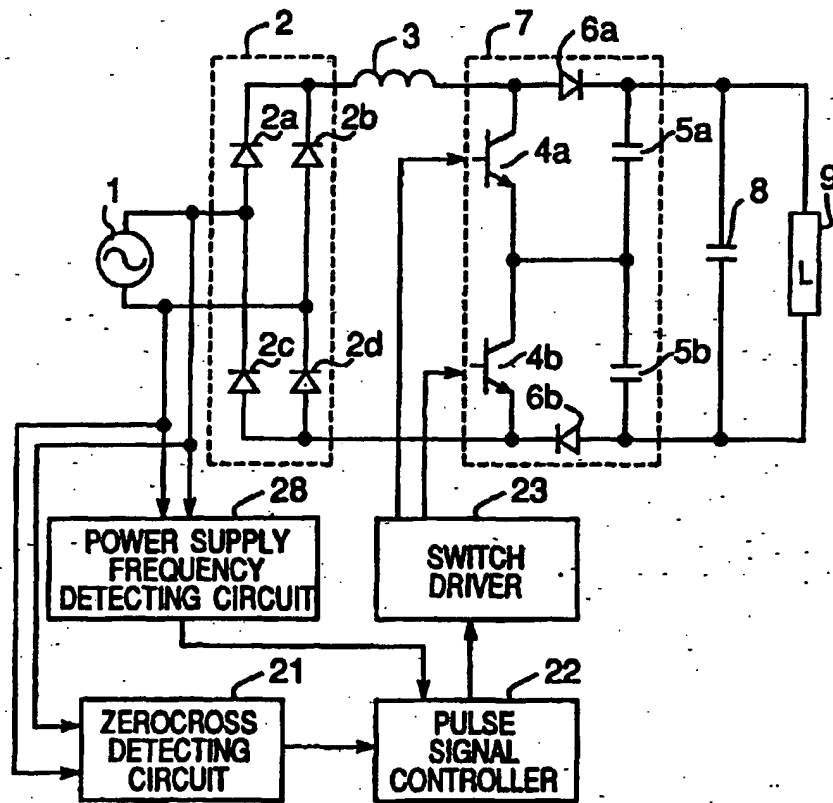 2
3
7
6a
2a
2b
4a
5a
1
8
9
L
2c
2d
4b
5b
6b
28
23
POWER SUPPLY
FREQUENCY
DETECTING CIRCUIT
SWITCH
DRIVER
21
22
ZEROCROSS
DETECTING
CIRCUIT
PULSE
SIGNAL
CONTROLLER